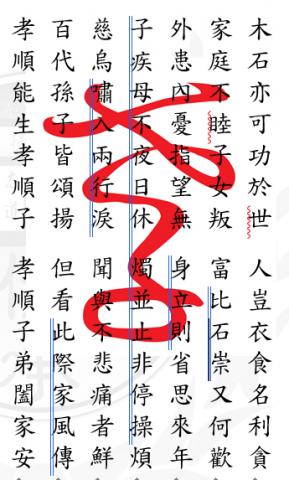 木石亦可功於世 人豈衣食名利貪
家庭不睦子女叛 富比石崇又何歡
外患內憂指望無 身立則省思來年
子疾母不夜日休 燭並止非停操煩
慈烏嘯入兩行淚 聞與不悲痛者鮮
百代孫子皆頌揚 但看此際家風傳
孝順能生孝順子 孝順子弟闔家安